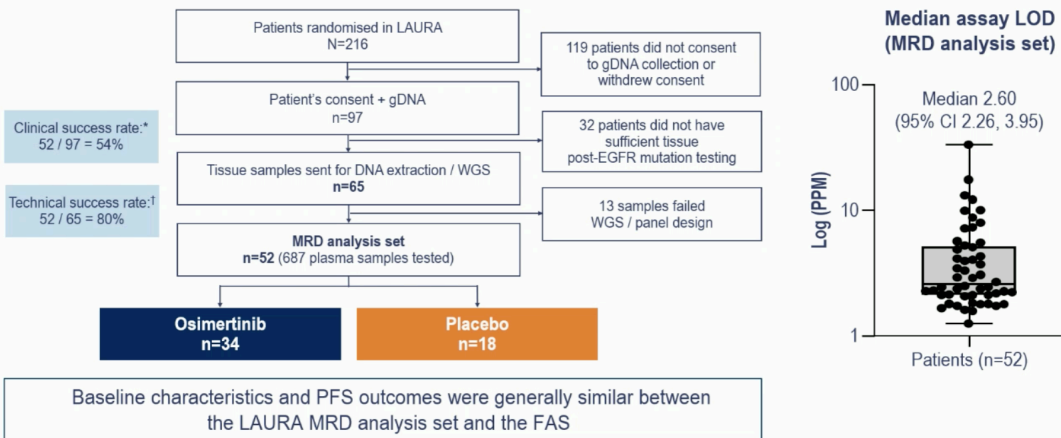 Patients randomised in LAURA
N=216
119 patients did not consent
to gDNA collection or
withdrew consent
Patient's consent + gDNA
n=97
Clinical success rate:*
52 / 97 = 54%
32 patients did not have
sufficient tissue
post-EGFR mutation testing
Tissue samples sent for DNA extraction / WGS
n=65
Technical success rate:†
52 / 65 = 80%
13 samples failed
WGS / panel design
MRD analysis set
n=52 (687 plasma samples tested)
Osimertinib
n=34
Placebo
n=18
Baseline characteristics and PFS outcomes were generally similar between
the LAURA MRD analysis set and the FAS
Median assay LOD
(MRD analysis set)
100
Median 2.60
(95% CI 2.26, 3.95)
Log (PPM)
10
1
Patients (n=52)